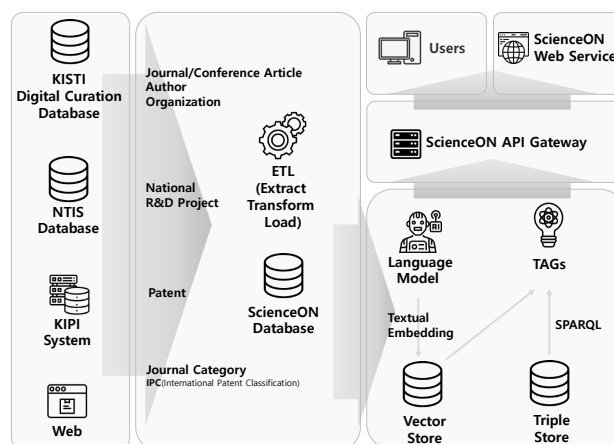 KISTI
Digital Curation
Database
NTIS
Database
KIPI
System
Web
Journal/Conference Article
Author
Organization
National
R&D Project
Patent
Journal Category
IPC(International Patent Classification)
ETL
(Extract
Transform
Load)
ScienceON
Database
Users
ScienceON
Web Service
ScienceON API Gateway
AI
Language
Model
TAGs
Textual
Embedding
SPARQL
Vector
Store
Triple
Store